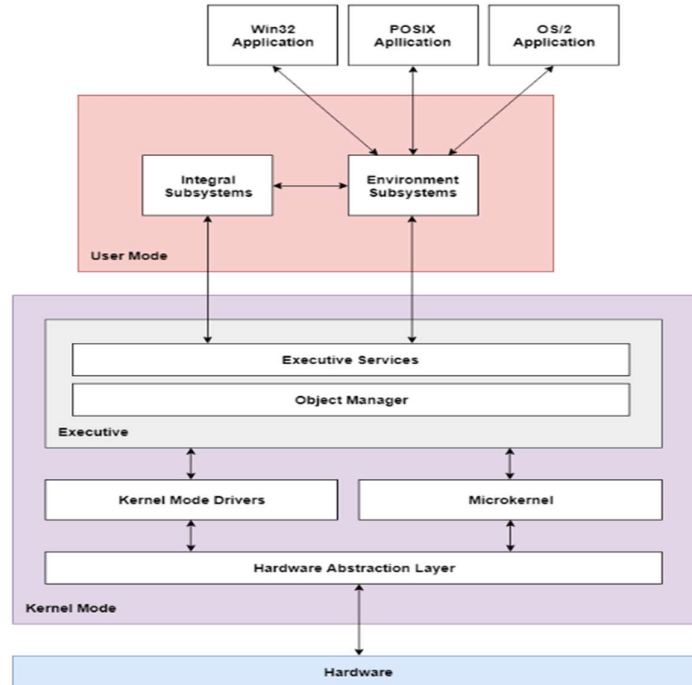 Win32
Application
POSIX
Apllication
OS/2
Application
Integral
Subsystems
Environment
Subsystems
User Mode
Executive Services
Object Manager
Executive
Kernel Mode Drivers
Microkernel
Hardware Abstraction Layer
Kernel Mode
Hardware